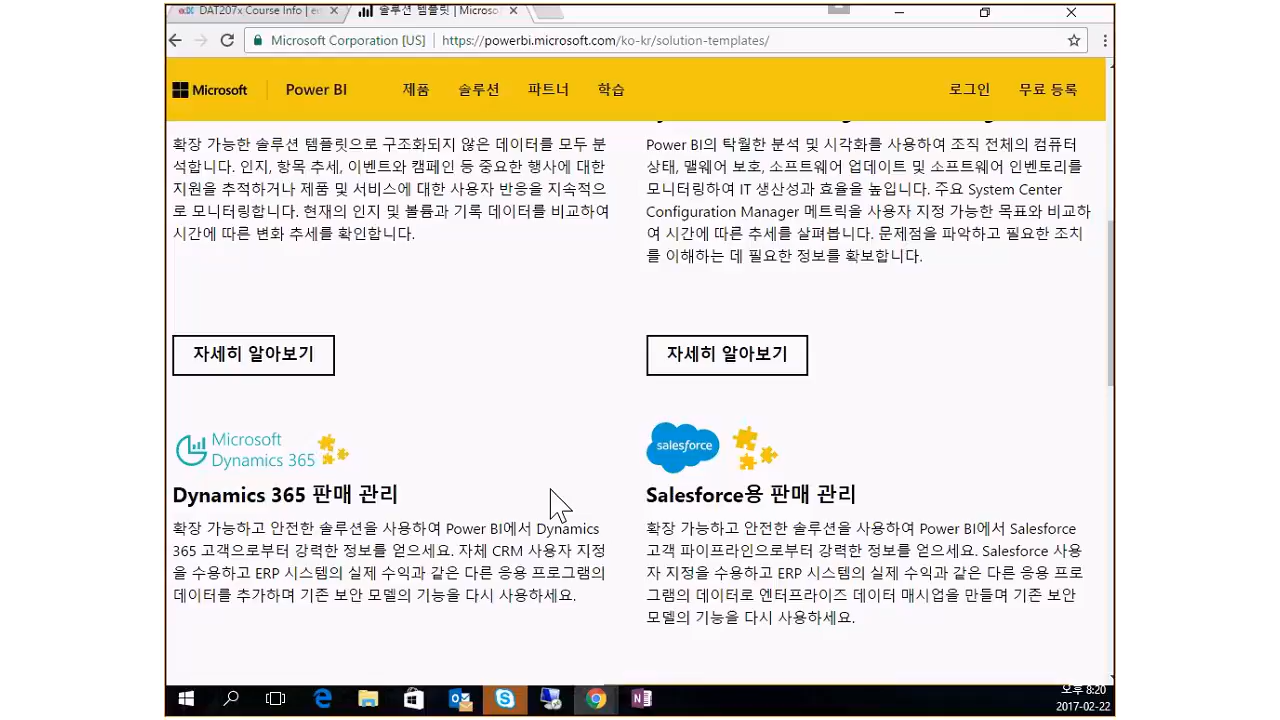 DAT207x Course Info | e
솔루션 템플릿 | Microso
Microsoft Corporation [US]
https://powerbi.microsoft.com/ko-kr/solution-templates/
Microsoft
Power BI
제품
솔루션
파트너
학습
로그인
무료 등록
확장 가능한 솔루션 템플릿으로 구조화되지 않은 데이터를 모두 분
석합니다. 인지, 항목 추세, 이벤트와 캠페인 등 중요한 행사에 대한
지원을 추적하거나 제품 및 서비스에 대한 사용자 반응을 지속적으
로 모니터링합니다. 현재의 인지 및 볼륨과 기록 데이터를 비교하여
시간에 따른 변화 추세를 확인합니다.
Power BI의 탁월한 분석 및 시각화를 사용하여 조직 전체의 컴퓨터
상태, 맬웨어 보호, 소프트웨어 업데이트 및 소프트웨어 인벤토리를
모니터링하여 IT 생산성과 효율을 높입니다. 주요 System Center
Configuration Manager 메트릭을 사용자 지정 가능한 목표와 비교하
여 시간에 따른 추세를 살펴봅니다. 문제점을 파악하고 필요한 조치
를 이해하는 데 필요한 정보를 확보합니다.
자세히 알아보기
자세히 알아보기
Microsoft
Dynamics 365
Dynamics 365 판매 관리
확장 가능하고 안전한 솔루션을 사용하여 Power BI에서 Dynamics
365 고객으로부터 강력한 정보를 얻으세요. 자체 CRM 사용자 지정
을 수용하고 ERP 시스템의 실제 수익과 같은 다른 응용 프로그램의
데이터를 추가하며 기존 보안 모델의 기능을 다시 사용하세요.
salesforce
Salesforce용 판매 관리
확장 가능하고 안전한 솔루션을 사용하여 Power BI에서 Salesforce
고객 파이프라인으로부터 강력한 정보를 얻으세요. Salesforce 사용
자 지정을 수용하고 ERP 시스템의 실제 수익과 같은 다른 응용 프로
그램의 데이터로 엔터프라이즈 데이터 매시업을 만들며 기존 보안
모델의 기능을 다시 사용하세요.
오후 8:20
2017-02-22